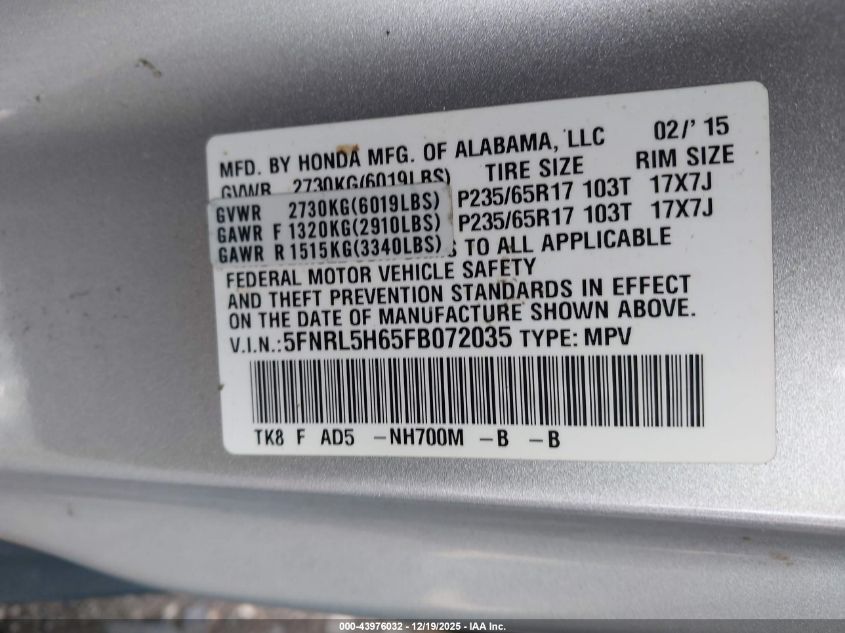 MFD. BY HONDA MFG. OF ALABAMA, LLC 02/' 15
GVWR 2730KG(6019LBS) TIRE SIZE RIM SIZE
GVWR 2730KG(6019LBS) P235/65R17 103T 17X7J
GAWR F 1320KG(2910LBS) P235/65R17 103T 17X7J
GAWR R 1515KG(3340LBS) S TO ALL APPLICABLE
FEDERAL MOTOR VEHICLE SAFETY
AND THEFT PREVENTION STANDARDS IN EFFECT
ON THE DATE OF MANUFACTURE SHOWN ABOVE.
V.I.N.:5FNRL5H65FB072035 TYPE: MPV
TK8 F AD5 -NH700M -B -B
000-43976032 - 12/19/2025 - IAA Inc.